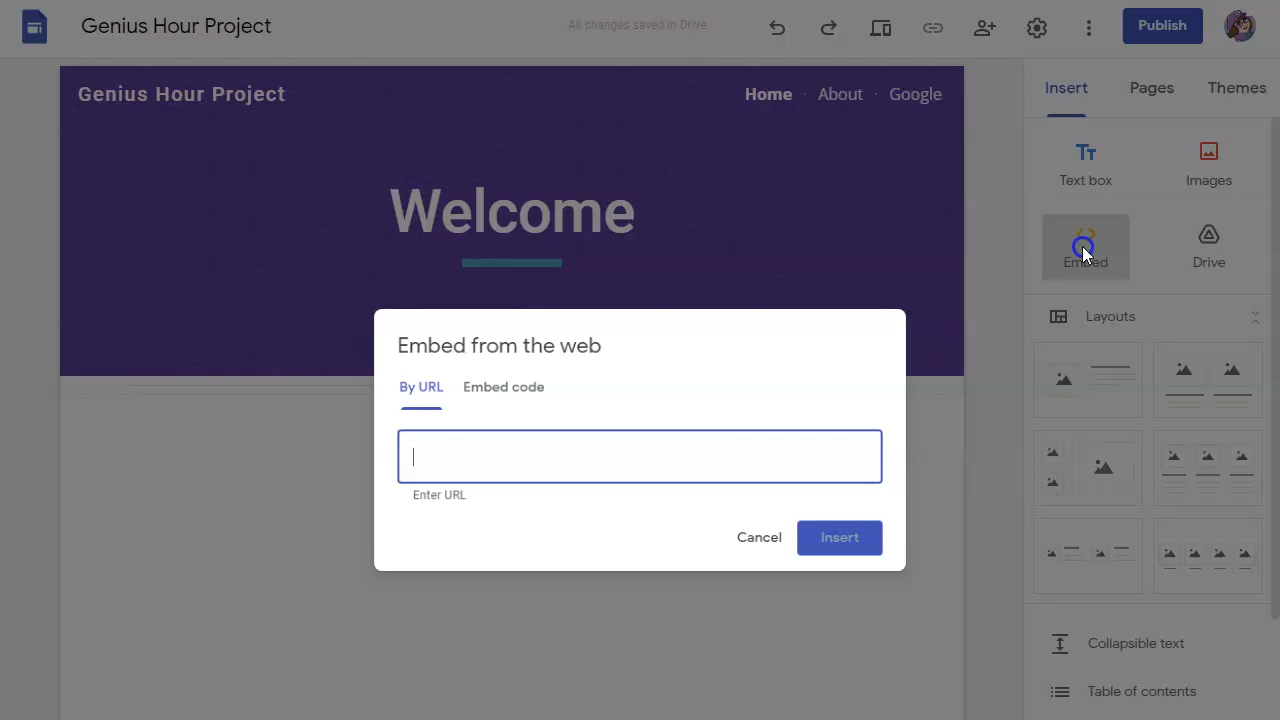 Genius Hour Project
All changes saved in Drive
Publish
Genius Hour Project
Home · About · Google
Insert
Pages
Themes
Welcome
Text box
Images
Embed
Drive
Layouts
Embed from the web
By URL
Embed code
Enter URL
Cancel
Insert
Collapsible text
Table of contents